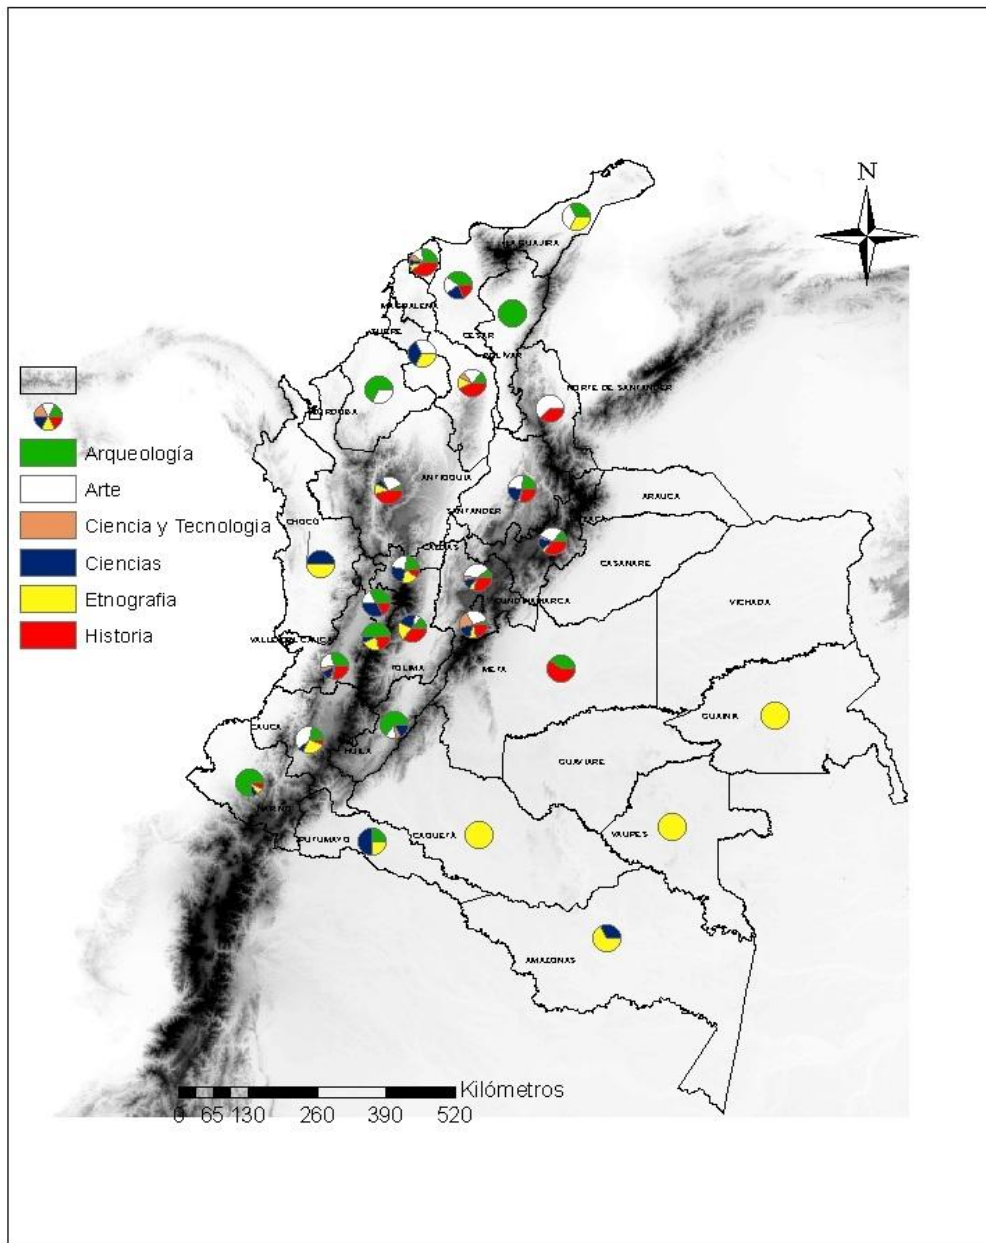 N
LA GUAJIRA
MAGDALENA
SUCRE
CESAR
BOLIVAR
NORTE DE SANTANDER
CORDOBA
Arqueología
ANTIOQUIA
Arte
ARAUCA
SANTANDER
Ciencia y Tecnologia
CHOCO
CALDAS
Ciencias
CASANARE
CUNDINAMARCA
Etnografia
VICHADA
Historia
VALLE DEL CAUCA
TOLIMA
META
GUAINIA
CAUCA
HUILA
GUAVIARE
NARIÑO
PUTUMAYO
CAQUETA
VAUPES
AMAZONAS
Kilómetros
0 65 130 260 390 520